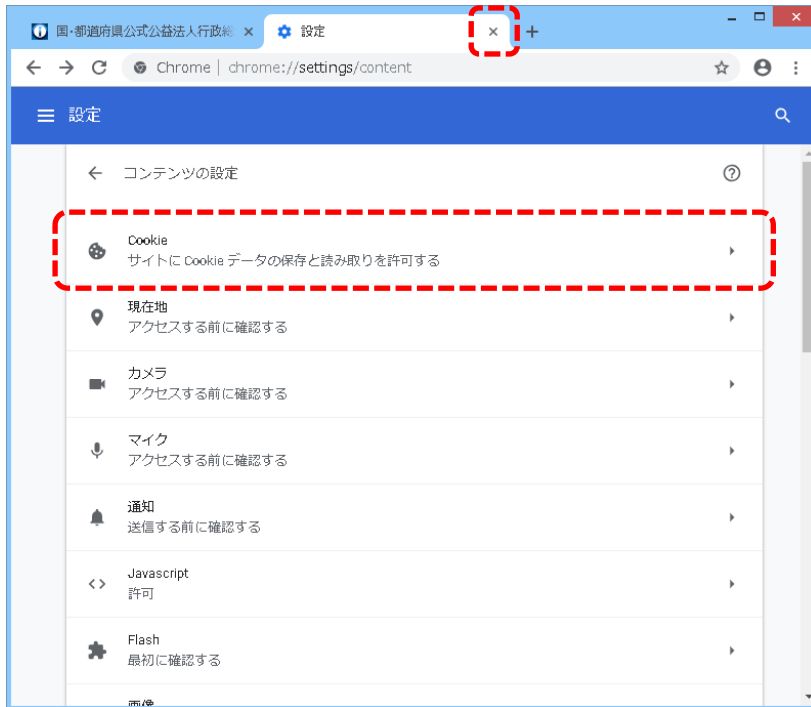 国・都道府県公式公益法人行政総
設定
Chrome | chrome://settings/content
設定
コンテンツの設定
Cookie
サイトに Cookie データの保存と読み取りを許可する
現在地
アクセスする前に確認する
カメラ
アクセスする前に確認する
マイク
アクセスする前に確認する
通知
送信する前に確認する
Javascript
許可
Flash
最初に確認する
画像